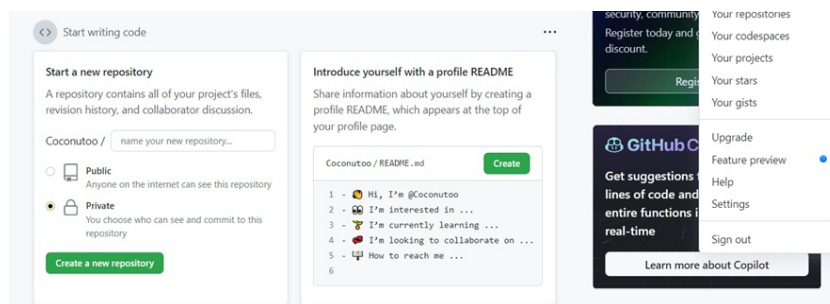 Start writing code
...
Start a new repository
A repository contains all of your project's files,
revision history, and collaborator discussion.
Coconutoo /
name your new repository...
Public
Anyone on the internet can see this repository
Private
You choose who can see and commit to this
repository
Create a new repository
Introduce yourself with a profile README
Share information about yourself by creating a
profile README, which appears at the top of
your profile page.
Coconutoo / README.md
Create
1 - 👋 Hi, I'm @Coconutoo
2 - 👀 I'm interested in ...
3 - 🌱 I'm currently learning ...
4 - 💞️ I'm looking to collaborate on ...
5 - 📫 How to reach me ...
6
security, community
Register today and
discount.
GitHub
Get suggestions
lines of code and
entire functions
real-time
Learn more about Copilot
Your repositories
Your codespaces
Your projects
Your stars
Your gists
Upgrade
Feature preview
Help
Settings
Sign out